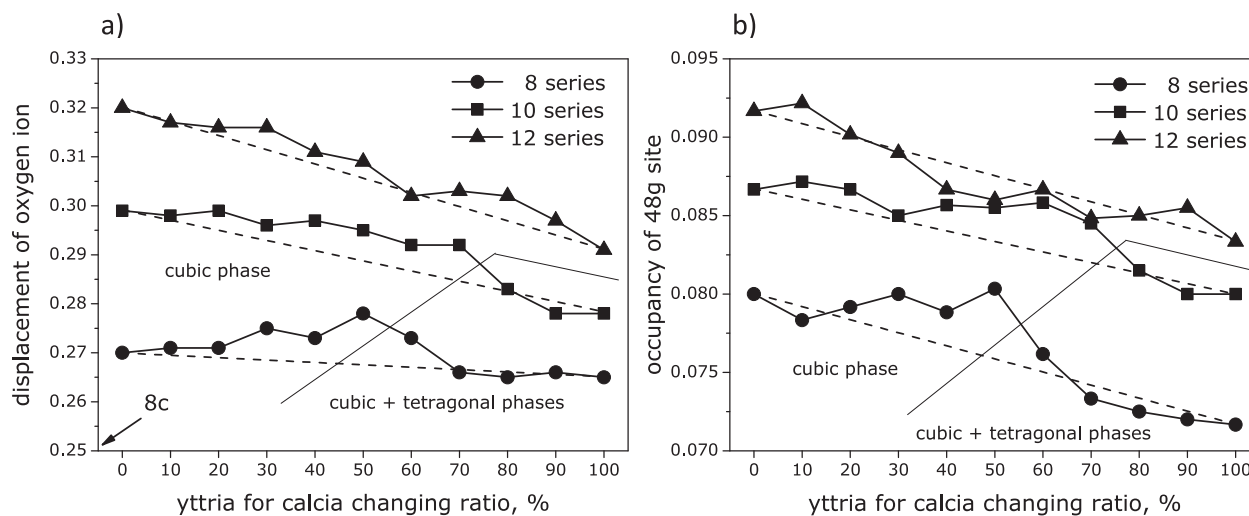 a)
displacement of oxygen ion
0.33
0.32
0.31
0.30
0.29
0.28
0.27
0.26
0.25
8 series
10 series
12 series
cubic phase
cubic + tetragonal phases
8c
0 10 20 30 40 50 60 70 80 90 100
yttria for calcia changing ratio, %
b)
occupancy of 48g site
0.095
0.090
0.085
0.080
0.075
0.070
8 series
10 series
12 series
cubic phase
cubic + tetragonal phases
0 10 20 30 40 50 60 70 80 90 100
yttria for calcia changing ratio, %